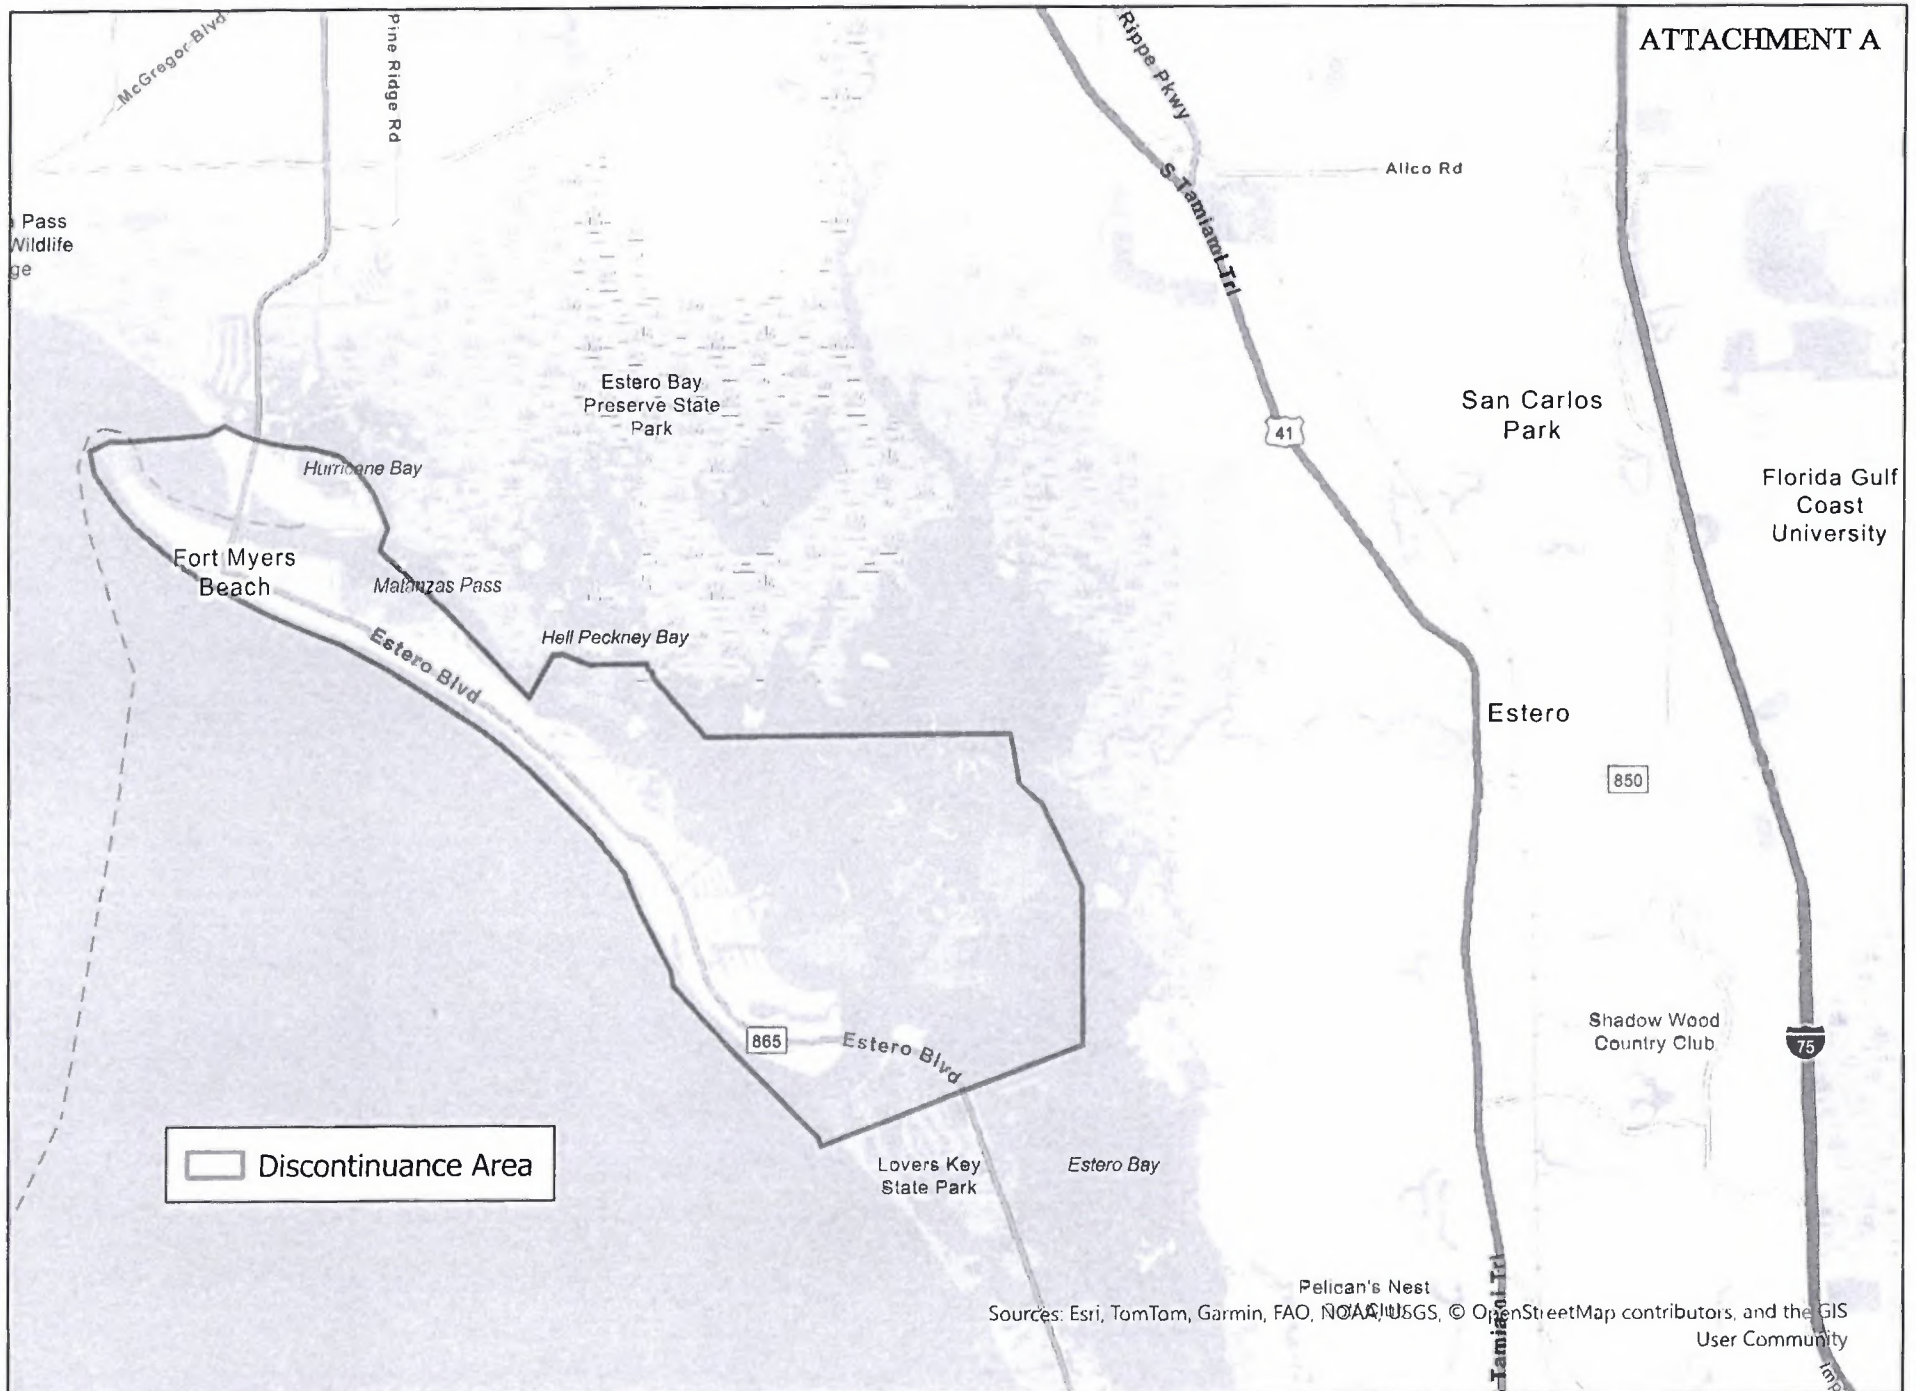 ATTACHMENT A
McGregor Blvd
Pine Ridge Rd
Rippe Pkwy
Alico Rd
S Tamiami Trl
Pass
Wildlife
ge
Estero Bay
Preserve State
Park
41
San Carlos
Park
Hurricane Bay
Florida Gulf
Coast
University
Fort Myers
Beach
Matanzas Pass
Hell Peckney Bay
Estero Blvd
Estero
850
865
Estero Blvd
Shadow Wood
Country Club
75
Discontinuance Area
Lovers Key
State Park
Estero Bay
Tamiami Trl
Pelican's Nest
Sources: Esri, TomTom, Garmin, FAO, NOAA, USGS, © OpenStreetMap contributors, and the GIS
User Community
Imp